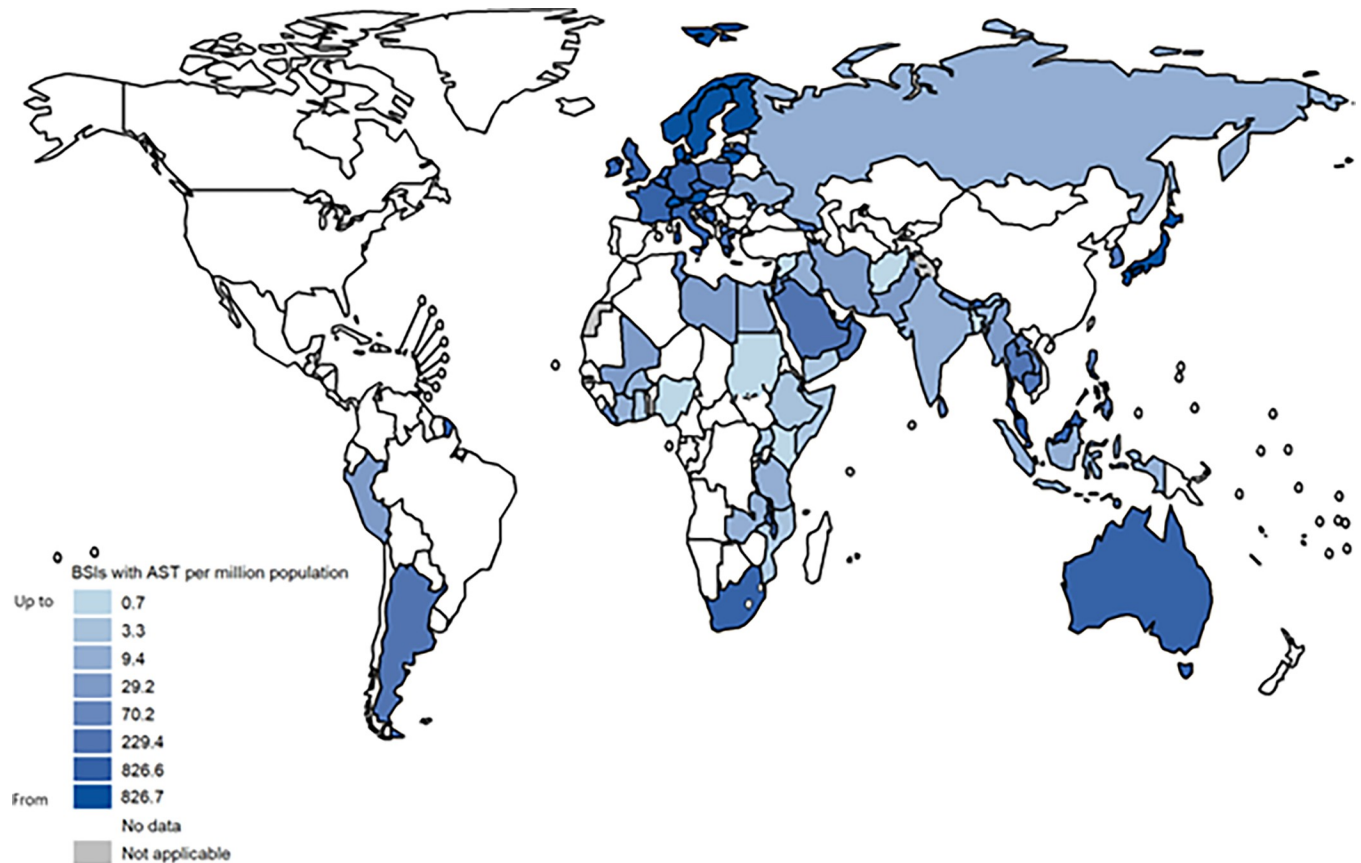 BSIs with AST per million population
Up to 0.7
3.3
9.4
29.2
70.2
229.4
826.6
From 826.7
No data
Not applicable